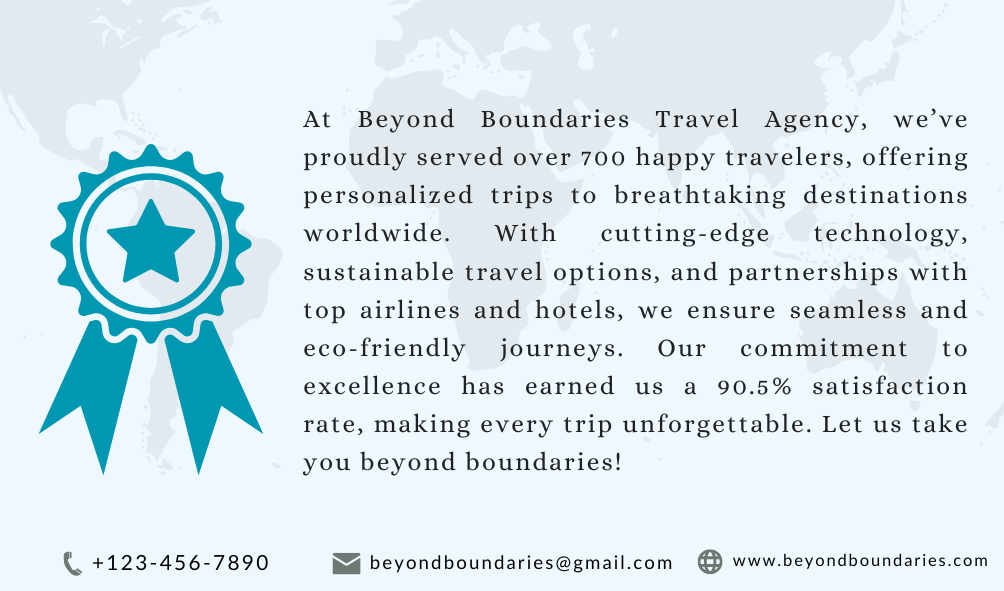 At Beyond Boundaries Travel Agency, we’ve
proudly served over 700 happy travelers, offering
personalized trips to breathtaking destinations
worldwide. With cutting-edge technology,
sustainable travel options, and partnerships with
top airlines and hotels, we ensure seamless and
eco-friendly journeys. Our commitment to
excellence has earned us a 90.5% satisfaction
rate, making every trip unforgettable. Let us take
you beyond boundaries!
+123-456-7890
beyondboundaries@gmail.com
www.beyondboundaries.com